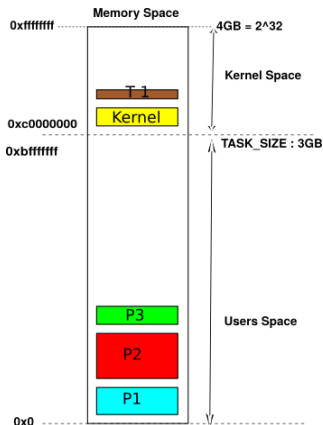 Memory Space
0xffffffff
4GB = 2^32
Kernel Space
T 1
Kernel
0xc0000000
TASK_SIZE : 3GB
0xbfffffff
P3
Users Space
P2
P1
0x0